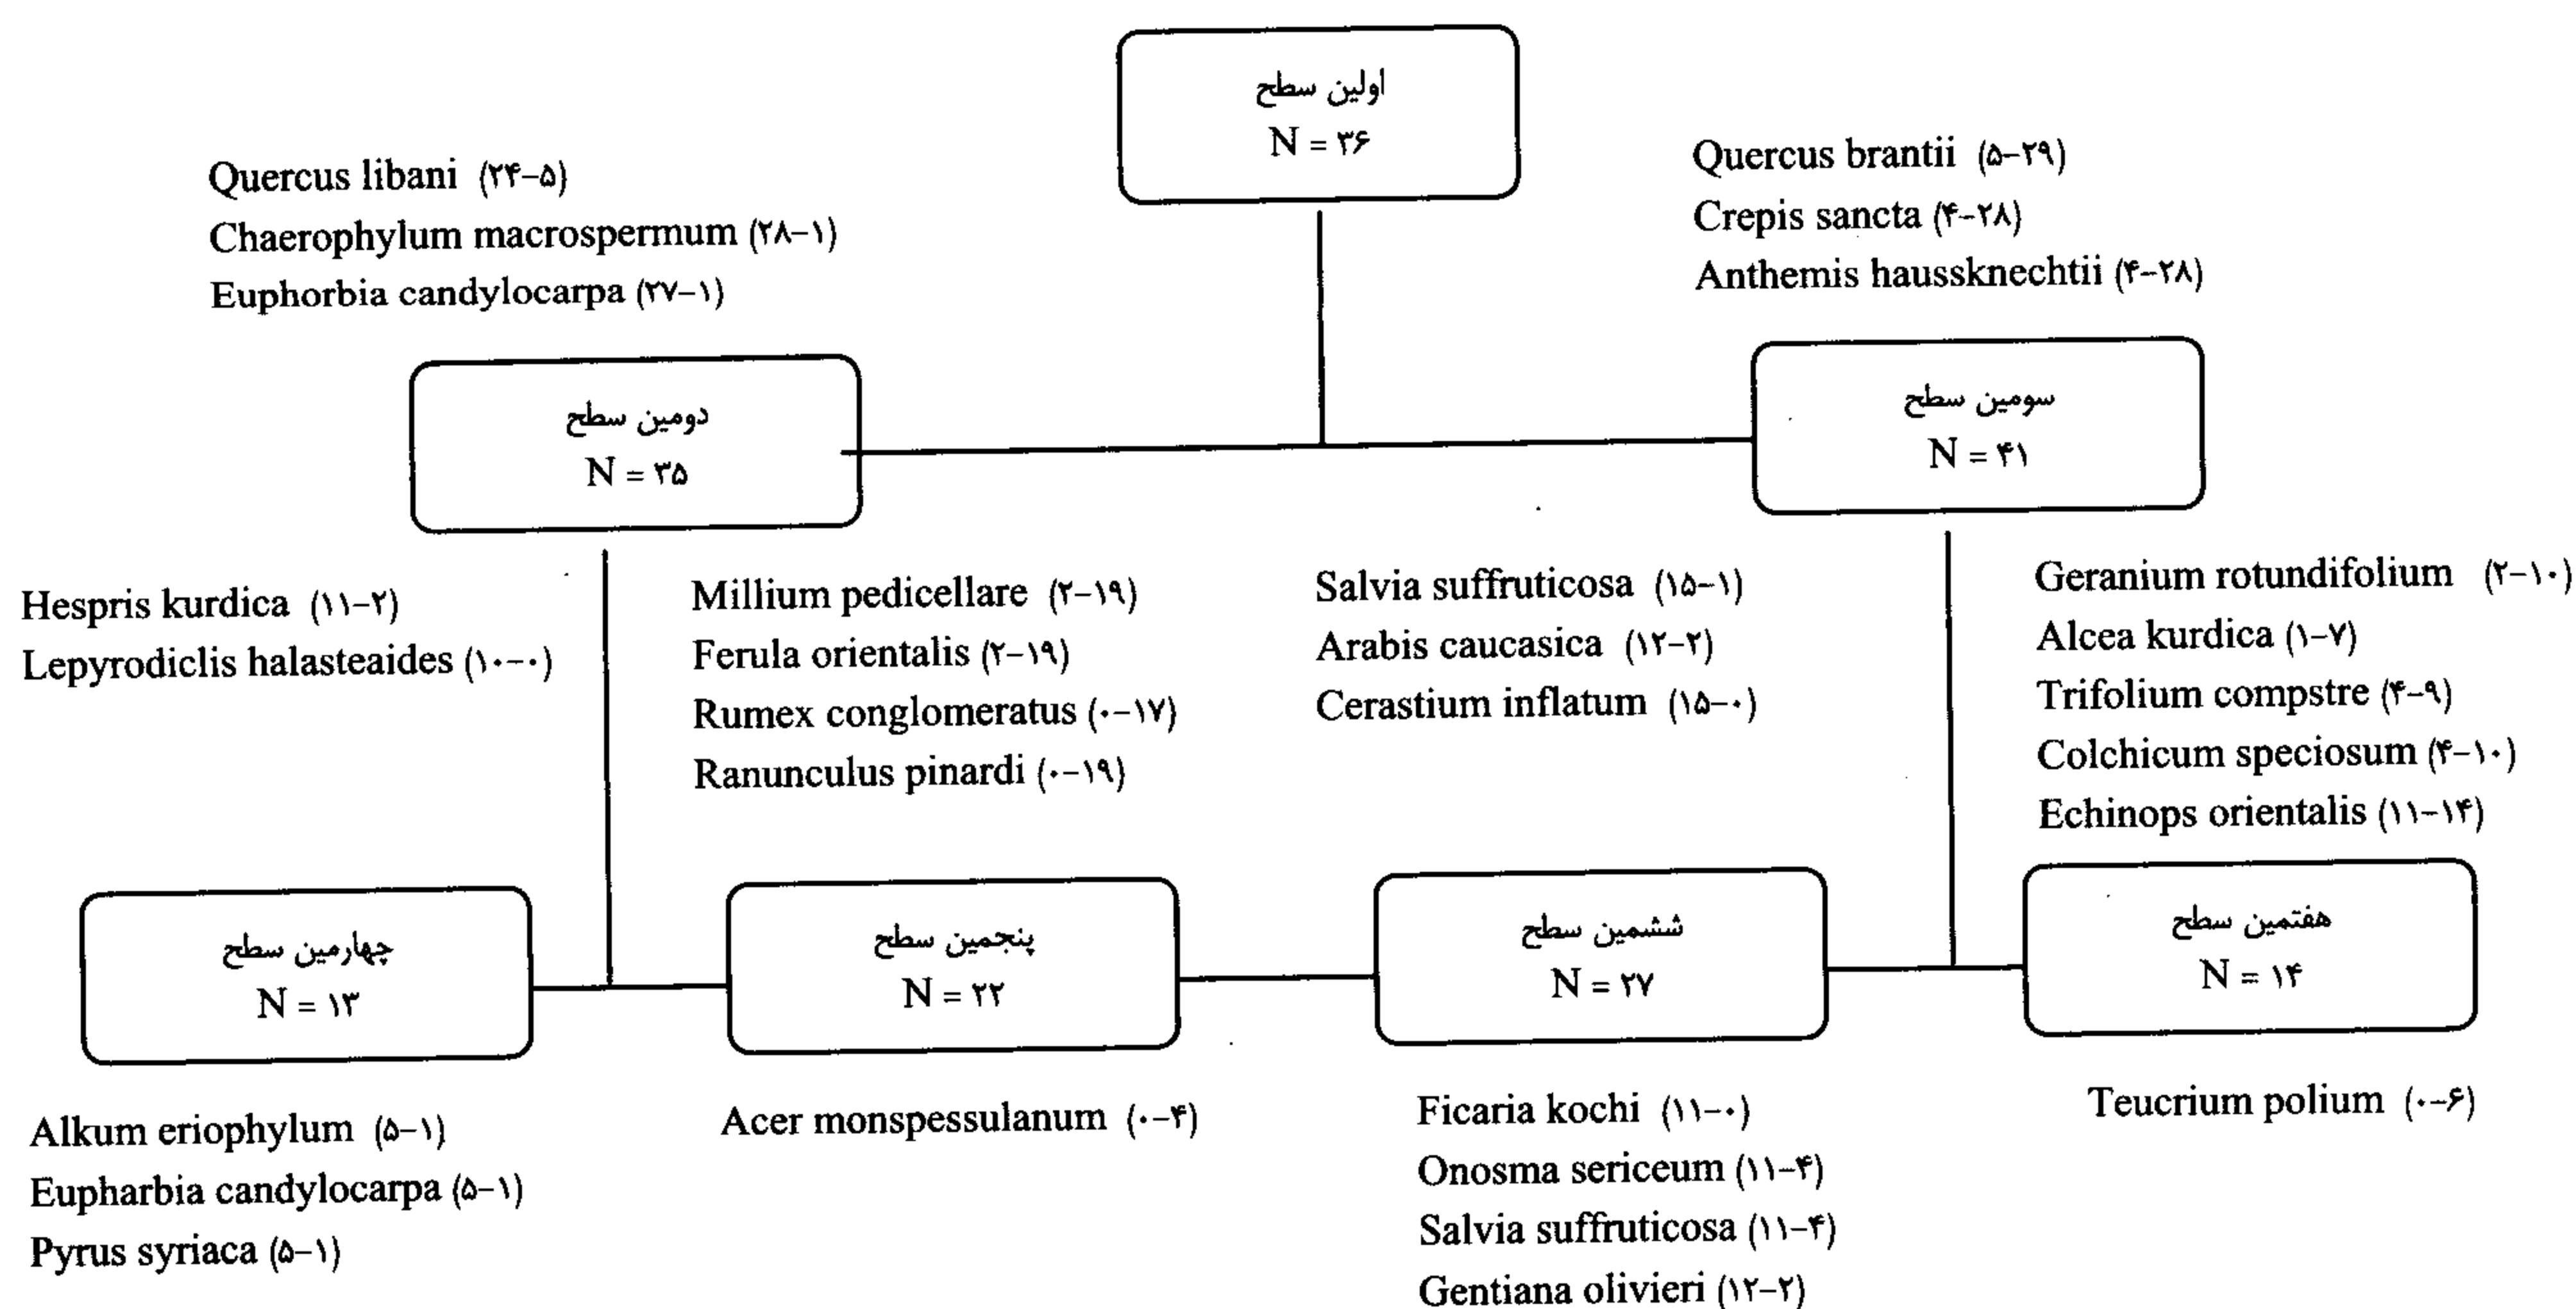 اولین سطح
N = ۳۶
Quercus libani (۲۴-۵)
Chaerophylum macrospermum (۲۸-۱)
Euphorbia candylocarpa (۲۷-۱)
Quercus brantii (۵-۲۹)
Crepis sancta (۴-۲۸)
Anthemis haussknechtii (۴-۲۸)
دومین سطح
N = ۳۵
سومین سطح
N = ۴۱
Hespris kurdica (۱۱-۲)
Lepyrodiclis halasteaides (۱۰-۰)
Millium pedicellare (۲-۱۹)
Ferula orientalis (۲-۱۹)
Rumex conglomeratus (۰-۱۷)
Ranunculus pinardi (۰-۱۹)
Salvia suffruticosa (۱۵-۱)
Arabis caucasica (۱۲-۲)
Cerastium inflatum (۱۵-۰)
Geranium rotundifolium (۲-۱۰)
Alcea kurdica (۱-۷)
Trifolium compstre (۴-۹)
Colchicum speciosum (۴-۱۰)
Echinops orientalis (۱۱-۱۴)
چهارمین سطح
N = ۱۳
پنجمین سطح
N = ۲۲
ششمین سطح
N = ۲۷
هفتمین سطح
N = ۱۴
Alkum eriophylum (۵-۱)
Eupharbia candylocarpa (۵-۱)
Pyrus syriaca (۵-۱)
Acer monspessulanum (۰-۴)
Ficaria kochi (۱۱-۰)
Onosma sericeum (۱۱-۴)
Salvia suffruticosa (۱۱-۴)
Gentiana olivieri (۱۲-۲)
Teucrium polium (۰-۶)